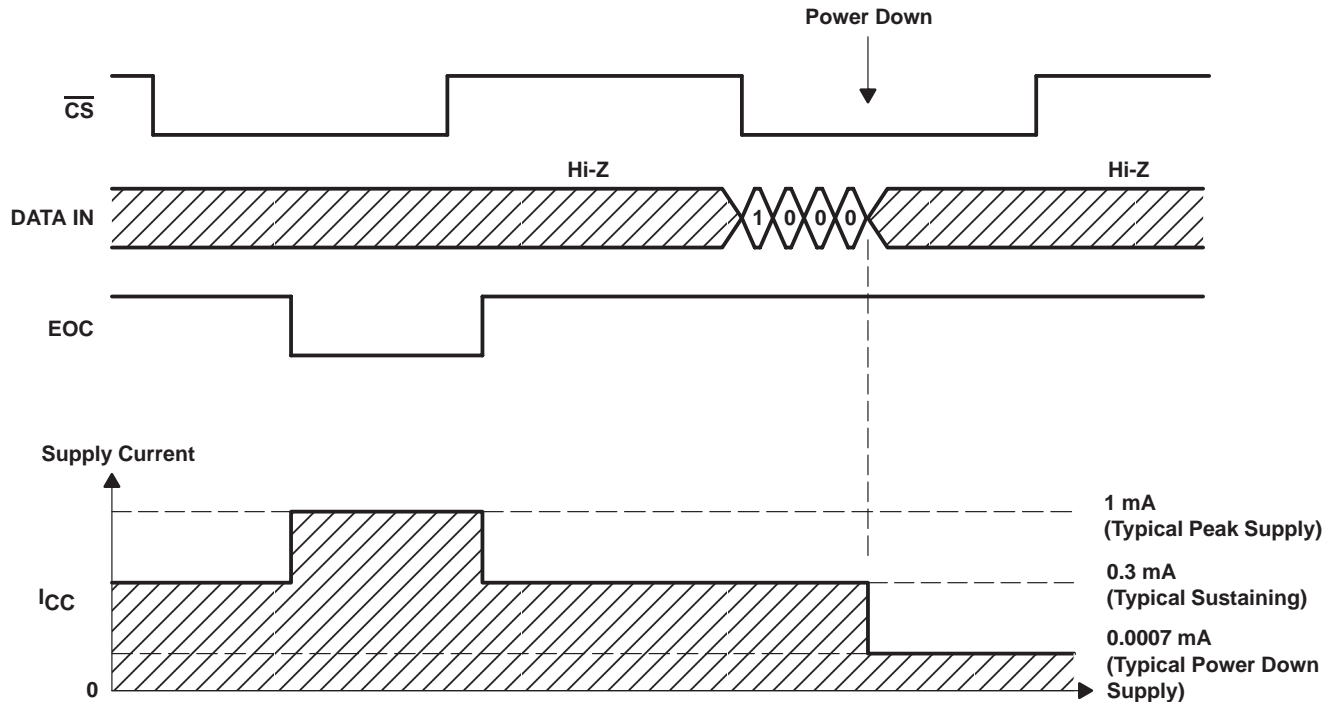 Power Down
CS
Hi-Z
Hi-Z
DATA IN
1 0 0 0
EOC
Supply Current
1 mA
(Typical Peak Supply)
0.3 mA
(Typical Sustaining)
ICC
0.0007 mA
(Typical Power Down
Supply)
0